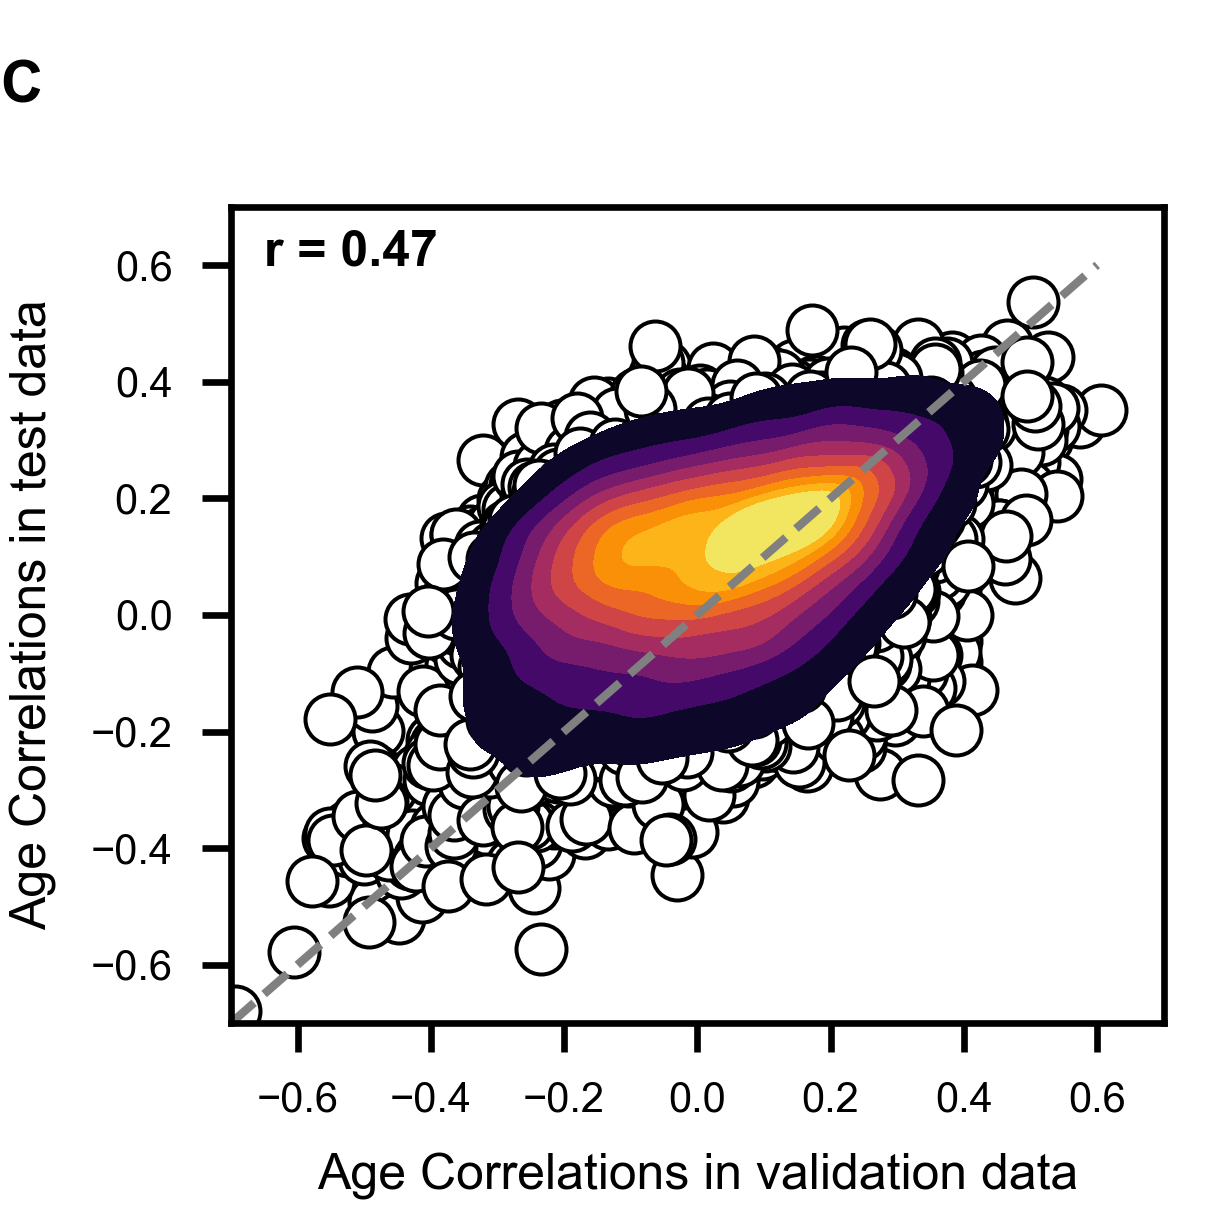 C
r = 0.47
Age Correlations in test data
0.6
0.4
0.2
0.0
−0.2
−0.4
−0.6
−0.6 −0.4 −0.2 0.0 0.2 0.4 0.6
Age Correlations in validation data